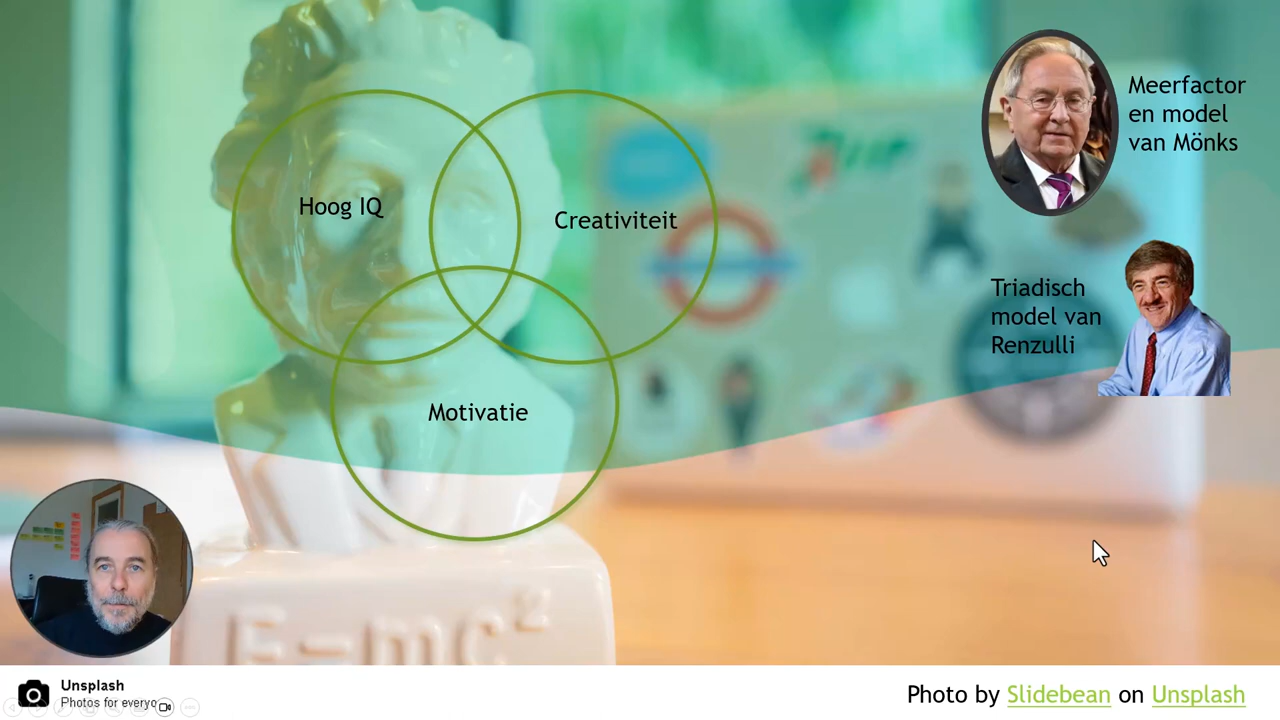 Meerfactor
en model
van Mönks
Hoog IQ
Creativiteit
Triadisch
model van
Renzulli
Motivatie
E=mc²
Unsplash
Photos for everyo
Photo by Slidebean on Unsplash